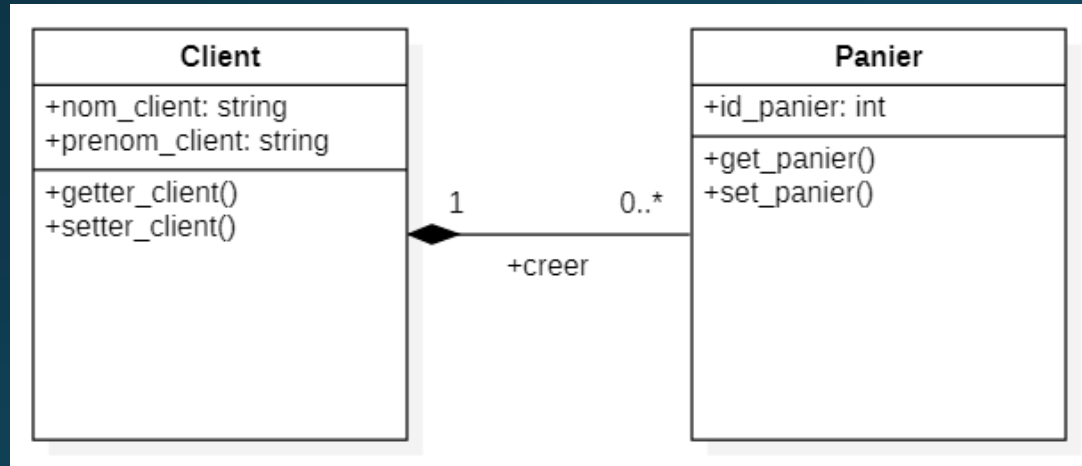 Client
+nom_client: string
+prenom_client: string
+getter_client()
+setter_client()
1
0..*
+creer
Panier
+id_panier: int
+get_panier()
+set_panier()